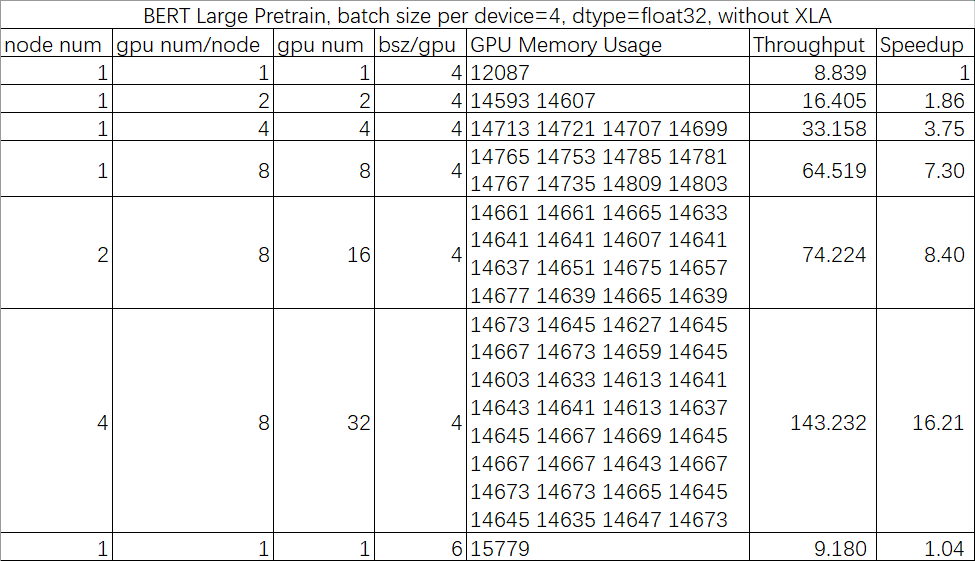 BERT Large Pretrain, batch size per device=4, dtype=float32, without XLA
node num gpu num/node gpu num bsz/gpu GPU Memory Usage Throughput Speedup
1 1 1 4 12087 8.839 1
1 2 2 4 14593 14607 16.405 1.86
1 4 4 4 14713 14721 14707 14699 33.158 3.75
1 8 8 4 14765 14753 14785 14781 64.519 7.30
14767 14735 14809 14803
2 8 16 4 14661 14661 14665 14633 74.224 8.40
14641 14641 14607 14641
14637 14651 14675 14657
14677 14639 14665 14639
4 8 32 4 14673 14645 14627 14645 143.232 16.21
14667 14673 14659 14645
14603 14633 14613 14641
14643 14641 14613 14637
14645 14667 14669 14645
14667 14667 14643 14667
14673 14673 14665 14645
14645 14635 14647 14673
1 1 1 6 15779 9.180 1.04